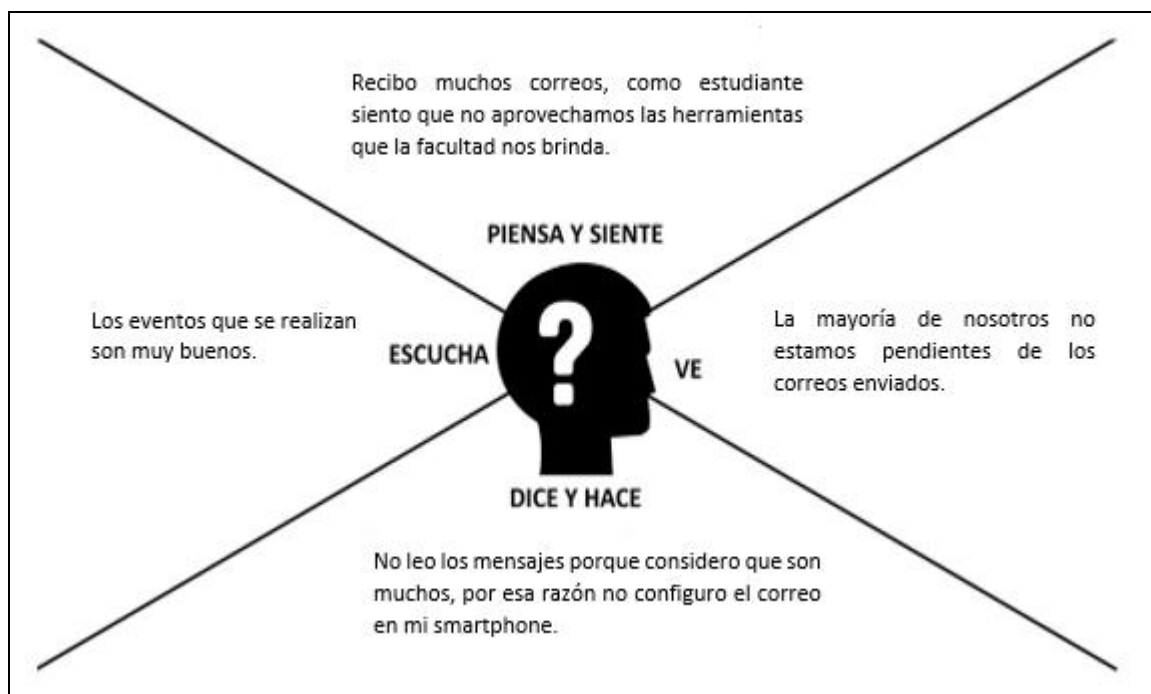 Recibo muchos correos, como estudiante
siento que no aprovechamos las herramientas
que la facultad nos brinda.
PIENSA Y SIENTE
Los eventos que se realizan
son muy buenos.
ESCUCHA
?
VE
La mayoría de nosotros no
estamos pendientes de los
correos enviados.
DICE Y HACE
No leo los mensajes porque considero que son
muchos, por esa razón no configuro el correo
en mi smartphone.